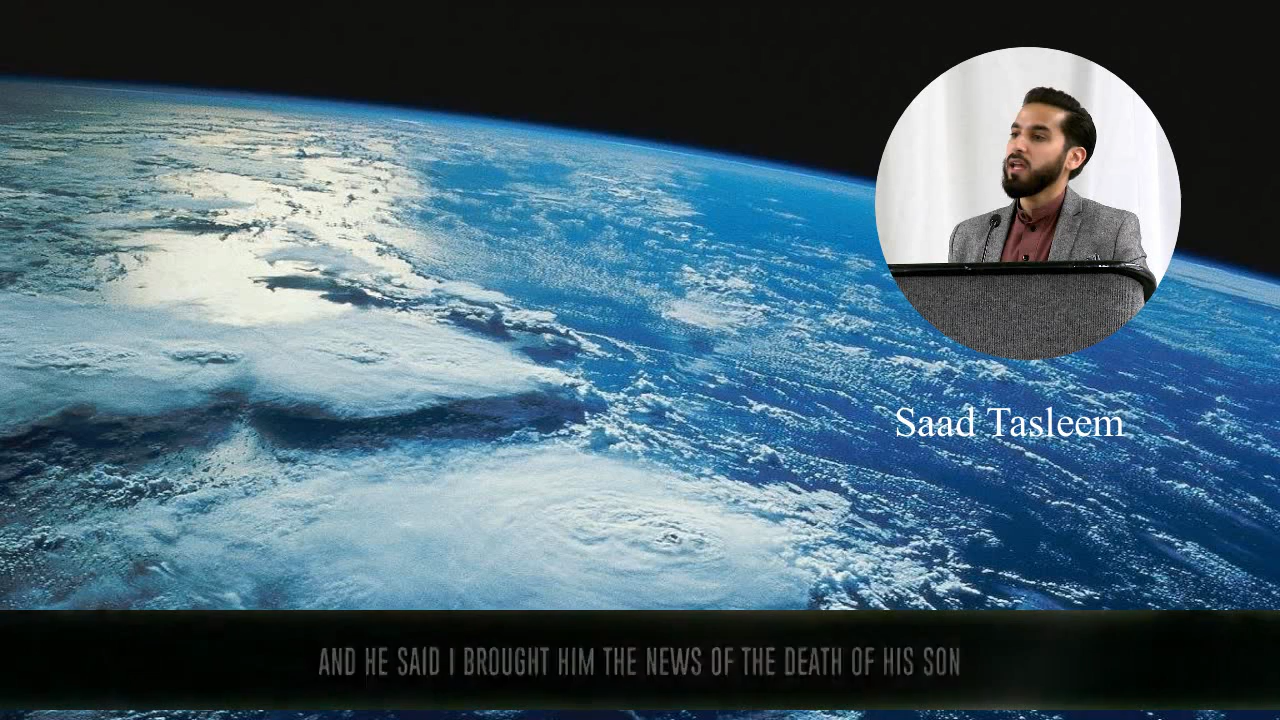 Saad Tasleem
AND HE SAID I BROUGHT HIM THE NEWS OF THE DEATH OF HIS SON